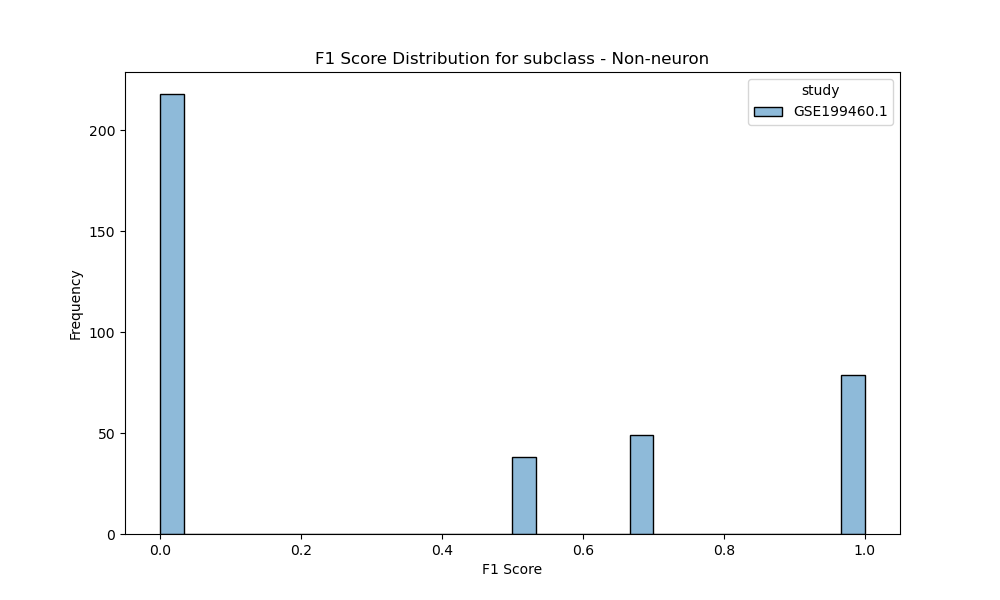 F1 Score Distribution for subclass - Non-neuron
study
GSE199460.1
Frequency
200
150
100
50
0
0.0 0.2 0.4 0.6 0.8 1.0
F1 Score